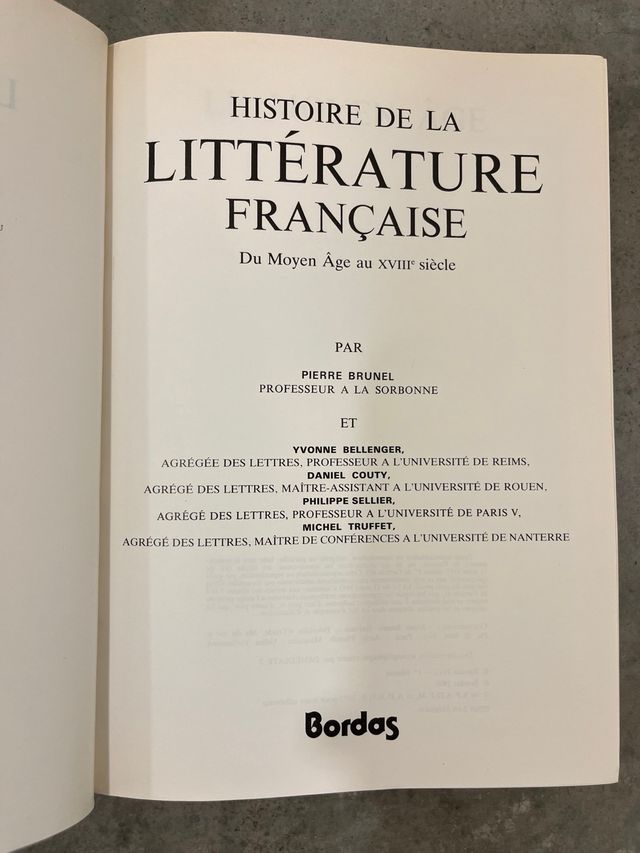 HISTOIRE DE LA
LITTÉRATURE
FRANÇAISE
Du Moyen Âge au XVIIIe siècle
PAR
PIERRE BRUNEL
PROFESSEUR A LA SORBONNE
ET
YVONNE BELLENGER,
AGRÉGÉE DES LETTRES, PROFESSEUR A L'UNIVERSITÉ DE REIMS,
DANIEL COUTY,
AGRÉGÉ DES LETTRES, MAÎTRE-ASSISTANT A L'UNIVERSITÉ DE ROUEN,
PHILIPPE SELLIER,
AGRÉGÉ DES LETTRES, PROFESSEUR A L'UNIVERSITÉ DE PARIS V,
MICHEL TRUFFET,
AGRÉGÉ DES LETTRES, MAÎTRE DE CONFÉRENCES A L'UNIVERSITÉ DE NANTERRE
Bordas